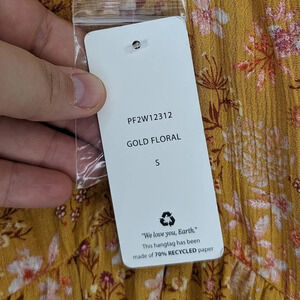 PF2W12312
GOLD FLORAL
S
"We love you, Earth."
This hangtag has been
made of 70% RECYCLED paper